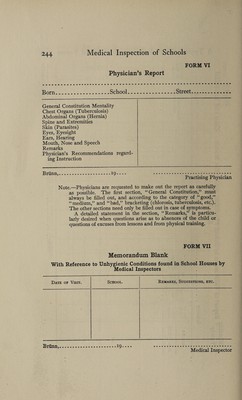 244 Medical Inspection of Schools
FORM VI
Physician's Report
Born...............School...............Street...........
General Constitution Mentality
Chest Organs (Tuberculosis)
Abdominal Organs (Hernia)
Spine and Extremities
Skin (Parasites)
Eyes, Eyesight
Ears, Hearing
Mouth, Nose and Speech
Remarks
Physician's Recommendations regard-
ing Instruction
Brünn,....................19....
Practising Physician
Note.—Physicians are requested to make out the report as carefully
as possible. The first section, "General Constitution," must
always be filled out, and according to the category of "good,"
"medium," and "bad," bracketing (chlorosis, tuberculosis, etc.).
The other sections need only be filled out in case of symptoms.
A detailed statement in the section, "Remarks," is particu-
larly desired when questions arise as to absences of the child or
questions of excuses from lessons and from physical training.
FORM VII
Memorandum Blank
With Reference to Unhygienic Conditions found in School Houses by
Medical Inspectors
Date of Visit. School. Remarks, Suggestions, etc.
Brünn,....................19....
Medical Inspector